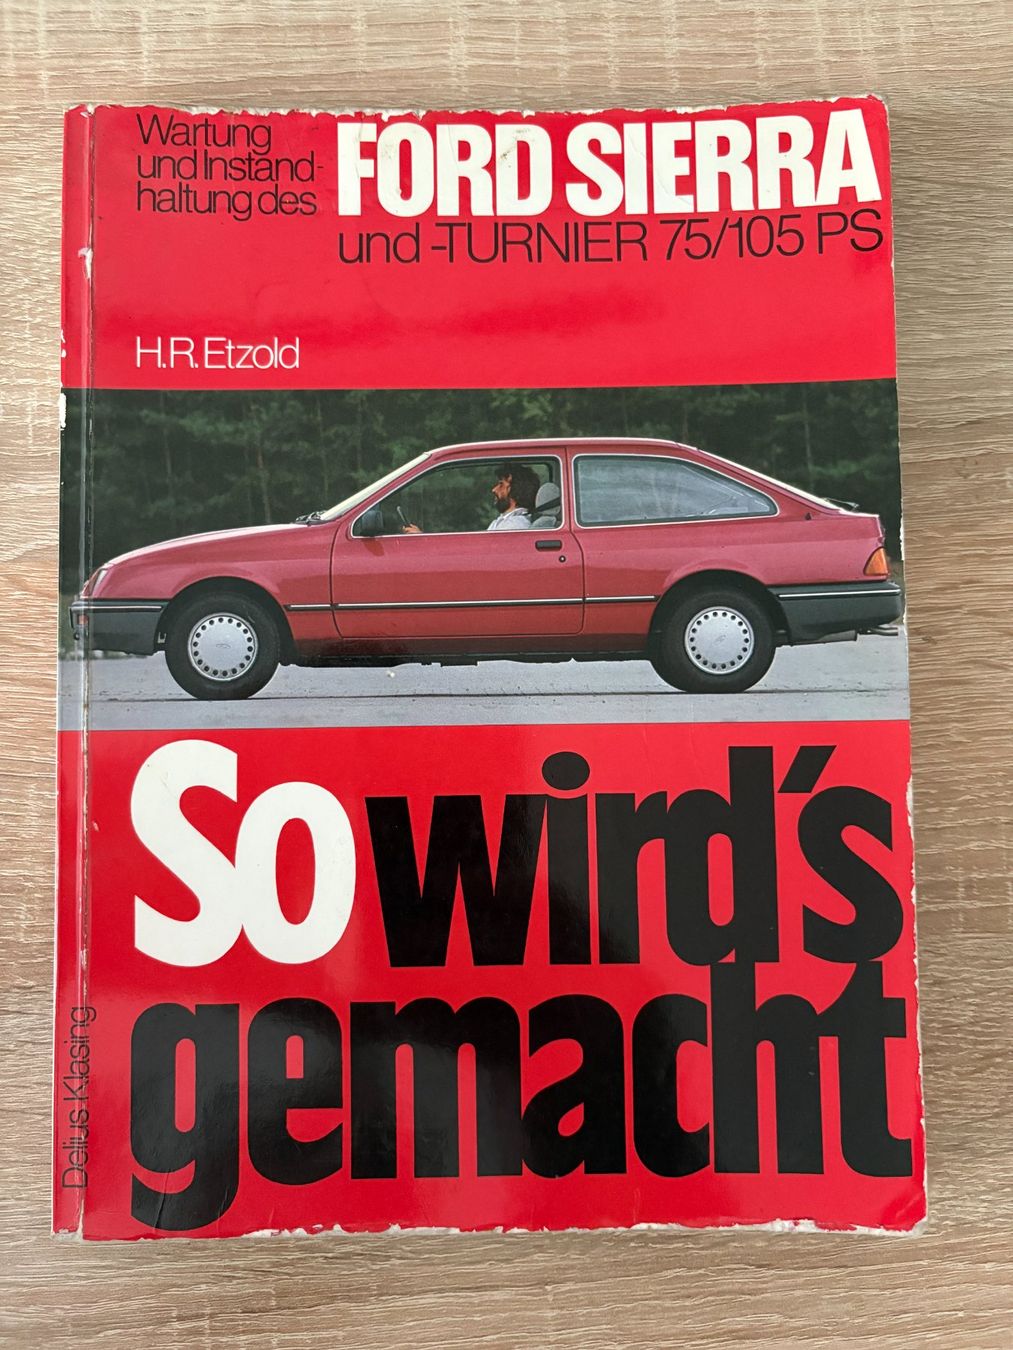 Wartung
und Instand-
haltung des
FORD SIERRA
und -TURNIER 75/105 PS
H.R. Etzold
So wird's
gemacht
Delius Klasing